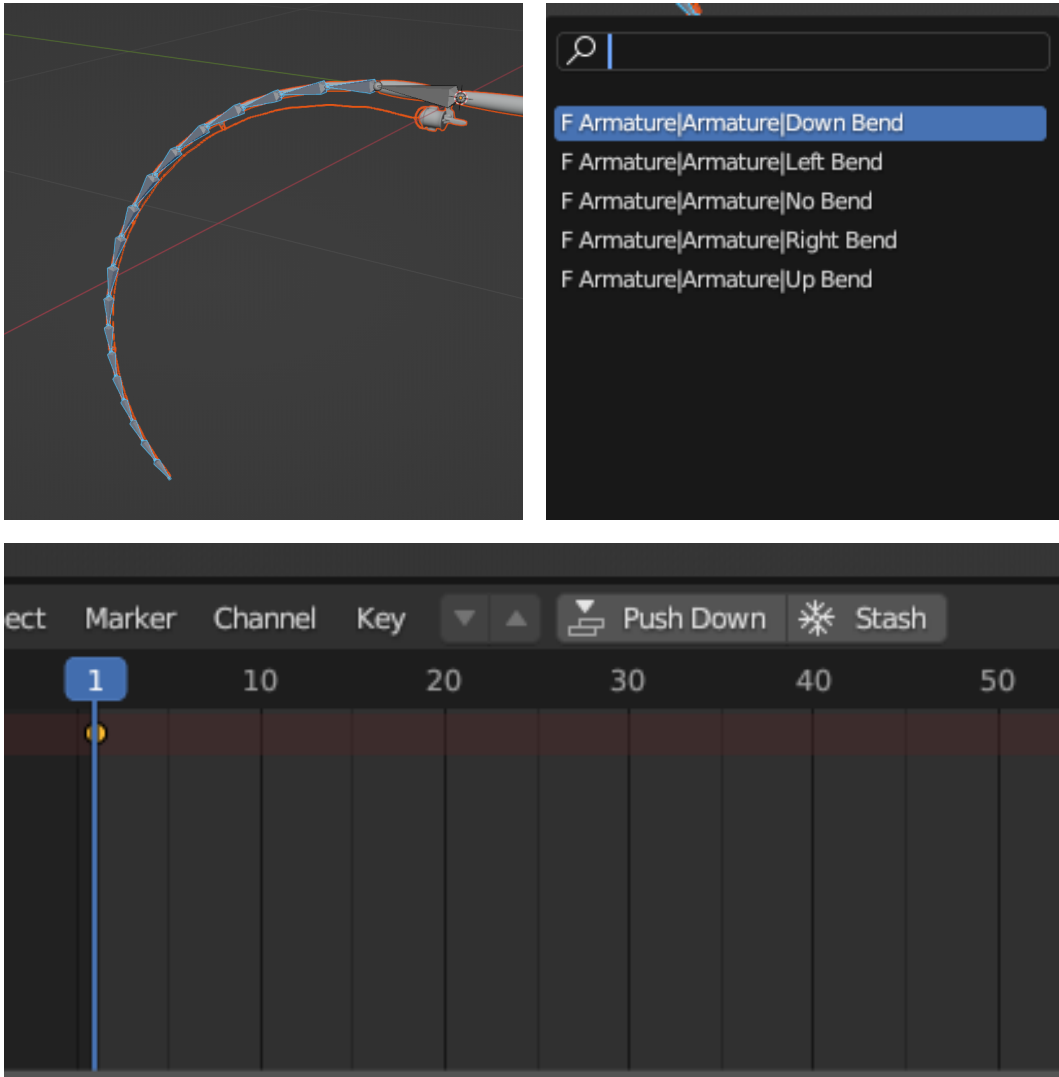 F Armature|Armature|Down Bend
F Armature|Armature|Left Bend
F Armature|Armature|No Bend
F Armature|Armature|Right Bend
F Armature|Armature|Up Bend
ect Marker Channel Key Push Down Stash
1 10 20 30 40 50